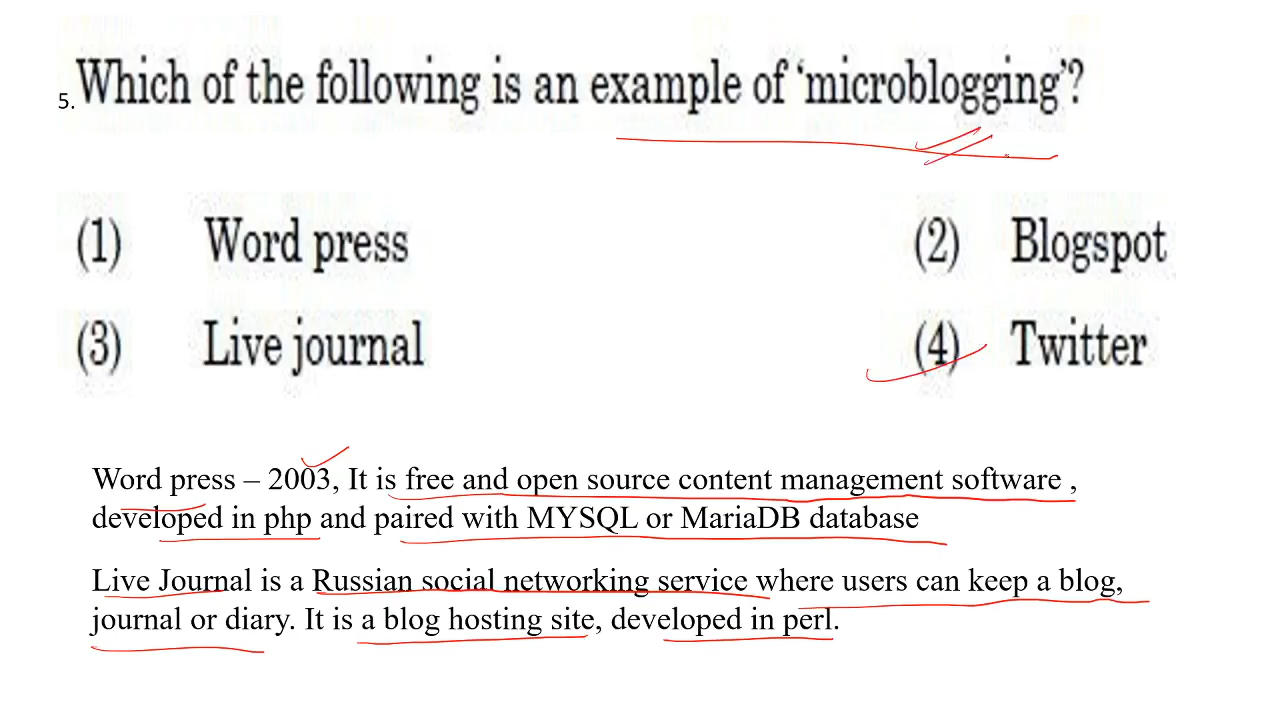 5. Which of the following is an example of ‘microblogging’?
(1) Word press (2) Blogspot
(3) Live journal (4) Twitter
Word press – 2003, It is free and open source content management software ,
developed in php and paired with MYSQL or MariaDB database
Live Journal is a Russian social networking service where users can keep a blog,
journal or diary. It is a blog hosting site, developed in perl.